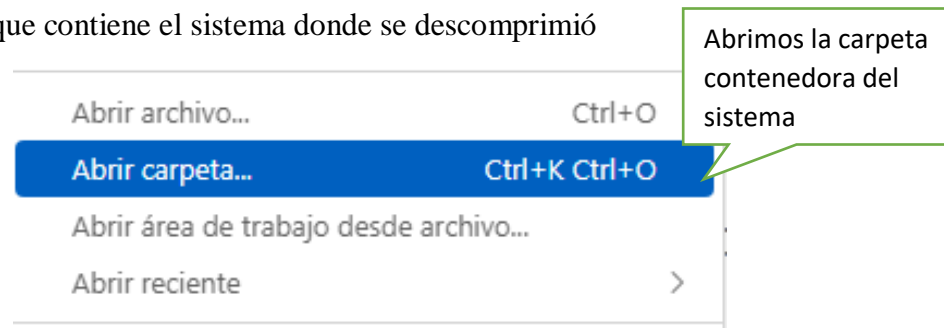 que contiene el sistema donde se descomprimió
Abrimos la carpeta
contenedora del
sistema
Abrir archivo... Ctrl+O
Abrir carpeta... Ctrl+K Ctrl+O
Abrir área de trabajo desde archivo...
Abrir reciente